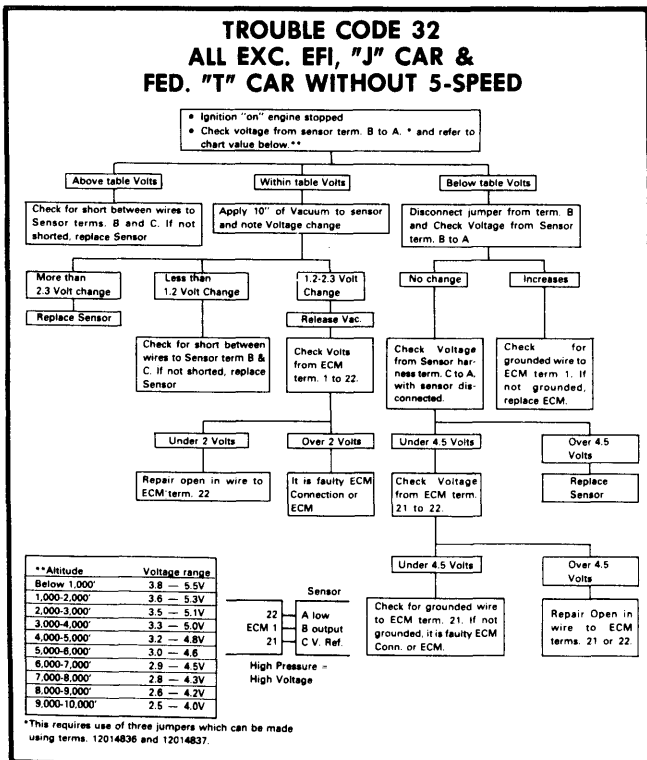 TROUBLE CODE 32
ALL EXC. EFI, "J" CAR &
FED. "T" CAR WITHOUT 5-SPEED
• Ignition "on" engine stopped
• Check voltage from sensor term. B to A. * and refer to
chart value below.**
Above table Volts
Within table Volts
Below table Volts
Check for short between wires to
Sensor terms. B and C. If not
shorted, replace Sensor
Apply 10" of Vacuum to sensor
and note Voltage change
Disconnect jumper from term. B
and Check Voltage from Sensor
term. B to A
More than
2.3 Volt change
Less than
1.2 Volt Change
1.2-2.3 Volt
Change
No change
Increases
Replace Sensor
Release Vac.
Check for short between
wires to Sensor term B &
C. If not shorted, replace
Sensor
Check Volts
from ECM
term. 1 to 22.
Check Voltage
from Sensor har-
ness term. C to A,
with sensor dis-
connected.
Check for
grounded wire to
ECM term 1. If
not grounded,
replace ECM.
Under 2 Volts
Over 2 Volts
Under 4.5 Volts
Over 4.5
Volts
Repair open in wire to
ECM term. 22
It is faulty ECM
Connection or
ECM
Check Voltage
from ECM term.
21 to 22.
Replace
Sensor
Under 4.5 Volts
Over 4.5
Volts
Check for grounded wire
to ECM term. 21. If not
grounded, it is faulty ECM
Conn. or ECM.
Repair Open in
wire to ECM
terms. 21 or 22.
**Altitude Voltage range
Below 1,000' 3.8 — 5.5V
1,000-2,000' 3.6 — 5.3V
2,000-3,000' 3.5 — 5.1V
3,000-4,000' 3.3 — 5.0V
4,000-5,000' 3.2 — 4.8V
5,000-6,000' 3.0 — 4.6
6,000-7,000' 2.9 — 4.5V
7,000-8,000' 2.8 — 4.3V
8,000-9,000' 2.6 — 4.2V
9,000-10,000' 2.5 — 4.0V
Sensor
22 A low
ECM 1 B output
21 C V. Ref.
High Pressure =
High Voltage
*This requires use of three jumpers which can be made
using terms. 12014836 and 12014837.